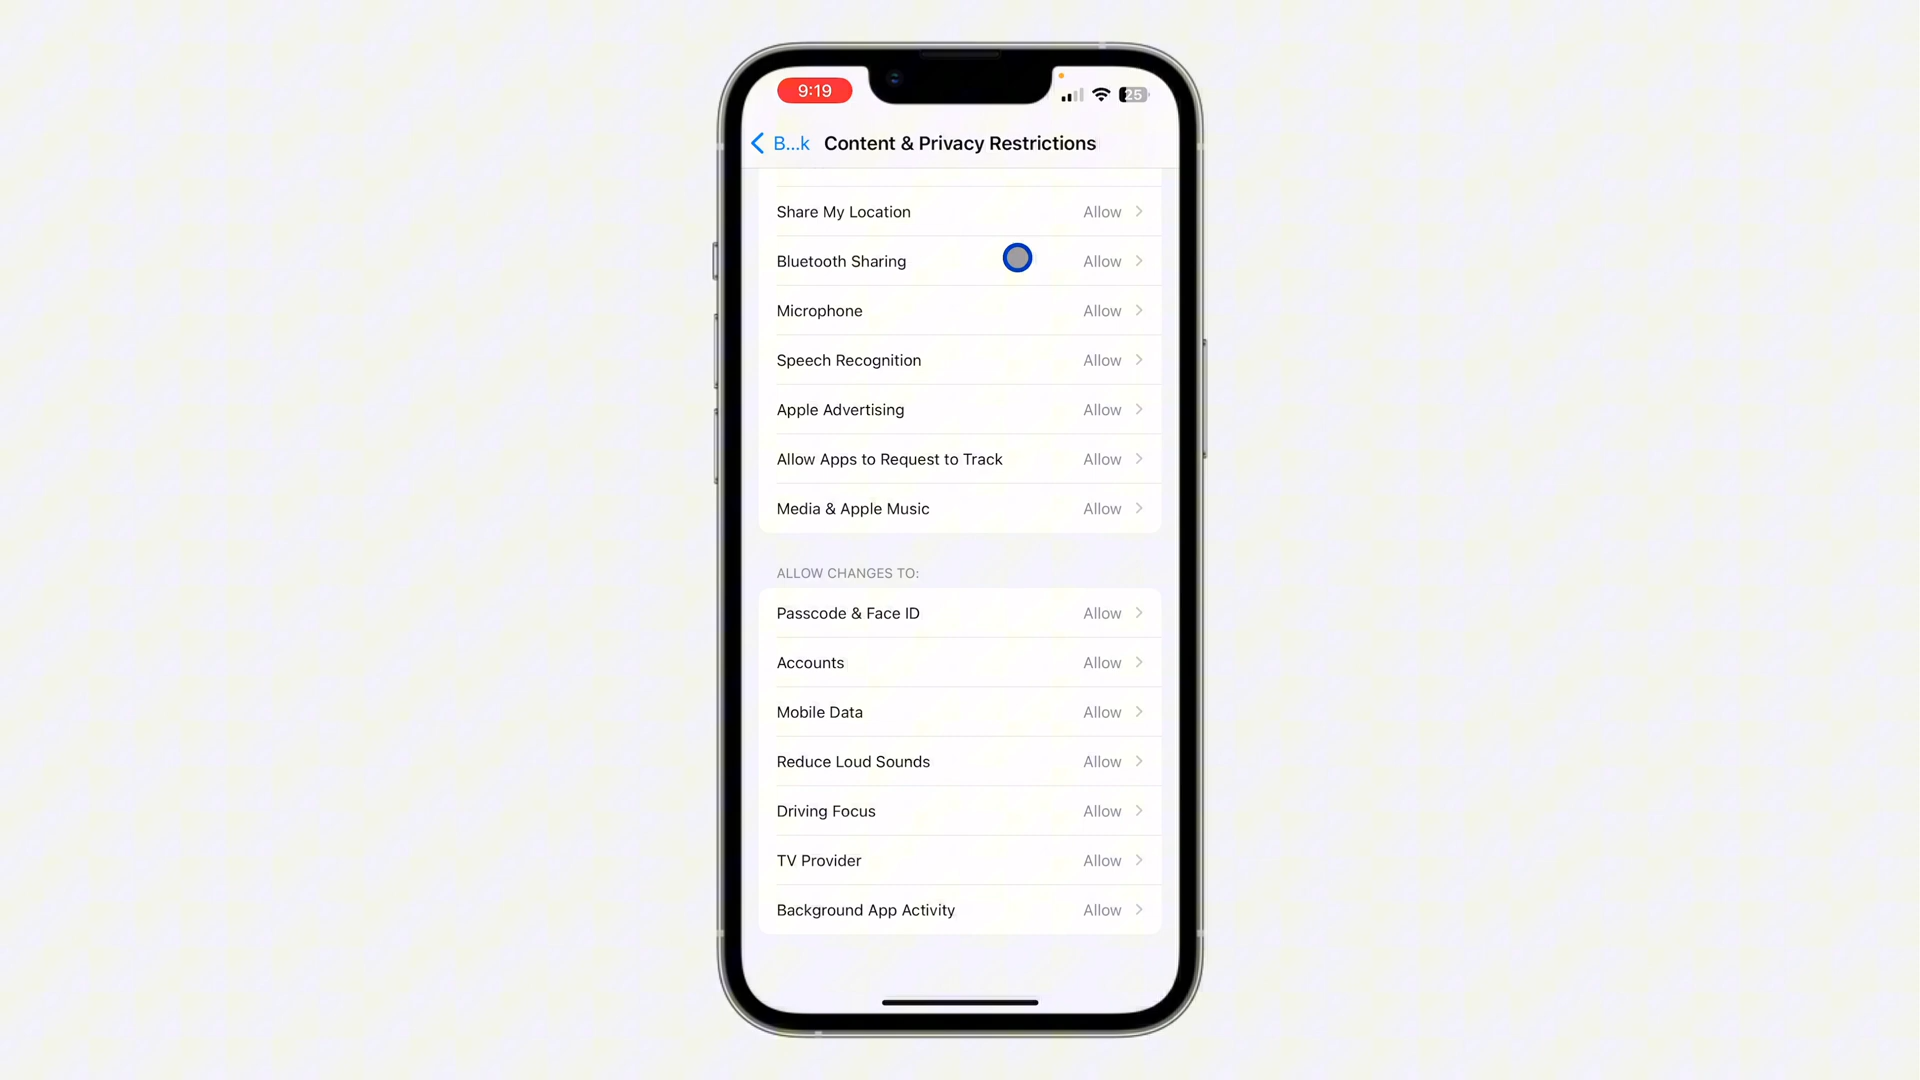 9:19
25
B...k Content & Privacy Restrictions
Share My Location Allow
Bluetooth Sharing Allow
Microphone Allow
Speech Recognition Allow
Apple Advertising Allow
Allow Apps to Request to Track Allow
Media & Apple Music Allow
ALLOW CHANGES TO:
Passcode & Face ID Allow
Accounts Allow
Mobile Data Allow
Reduce Loud Sounds Allow
Driving Focus Allow
TV Provider Allow
Background App Activity Allow